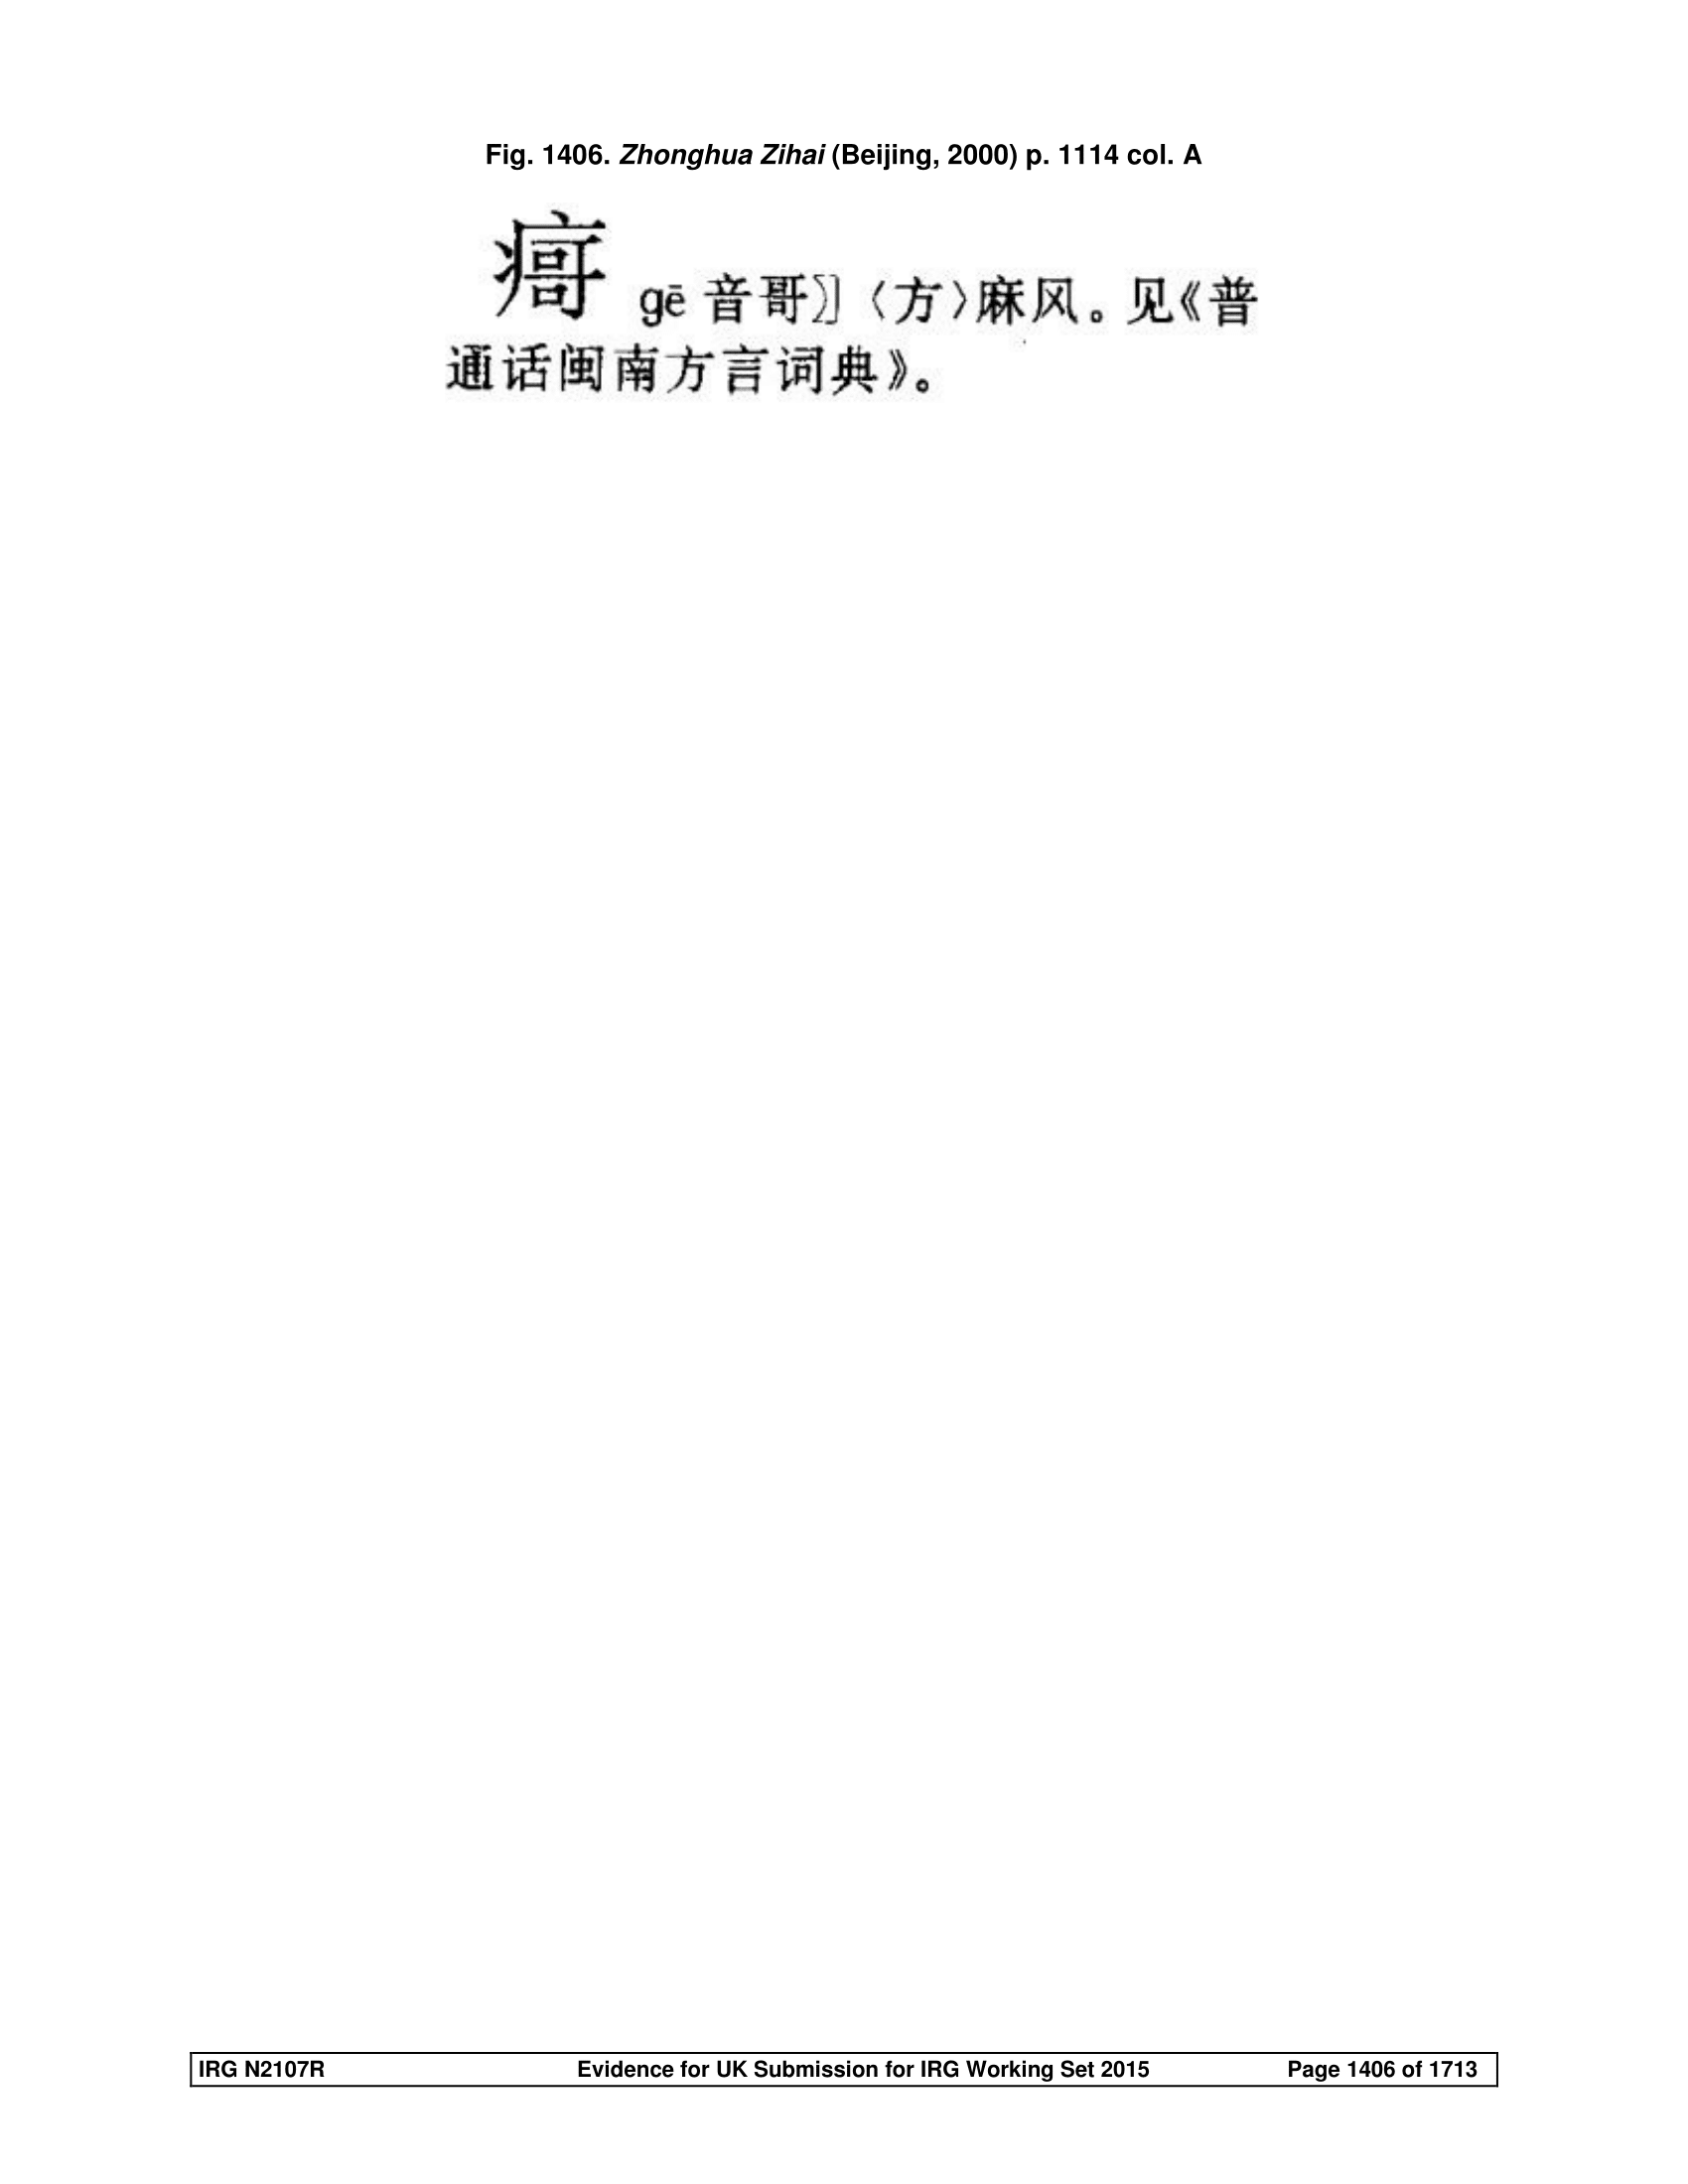 Fig. 1406. Zhonghua Zihai (Beijing, 2000) p. 1114 col. A
⿸疒哥 gē 音哥〗〈方〉麻风。见《普
通话闽南方言词典》。
IRG N2107R Evidence for UK Submission for IRG Working Set 2015 Page 1406 of 1713